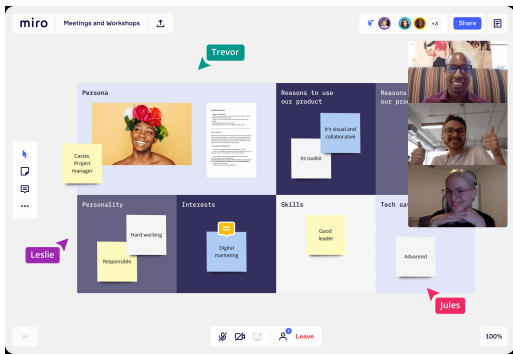 miro
Meetings and Workshops
+3
Share
Trevor
Persona
Reasons to use
our product
Reasons
our pro
Cassie,
Project
manager
It's visual and
collaborative
Its toolkit
Personality
Interests
Skills
Tech sa
Hard working
Responsible
Digital
marketing
Good
leader
Advanced
Leslie
Jules
Leave
100%